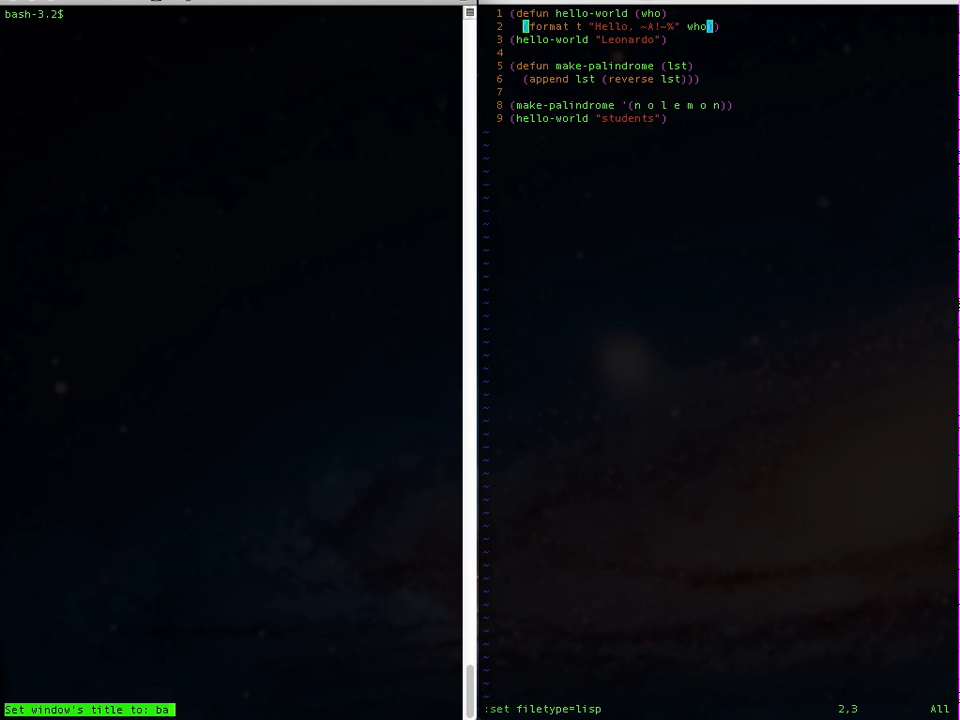 bash-3.2$
Set window's title to: ba
1 (defun hello-world (who)
2   (format t "Hello, ~A!~%" who))
3 (hello-world "Leonardo")
4
5 (defun make-palindrome (lst)
6   (append lst (reverse lst)))
7
8 (make-palindrome '(n o l e m o n))
9 (hello-world "students")
:set filetype=lisp 2,3 All